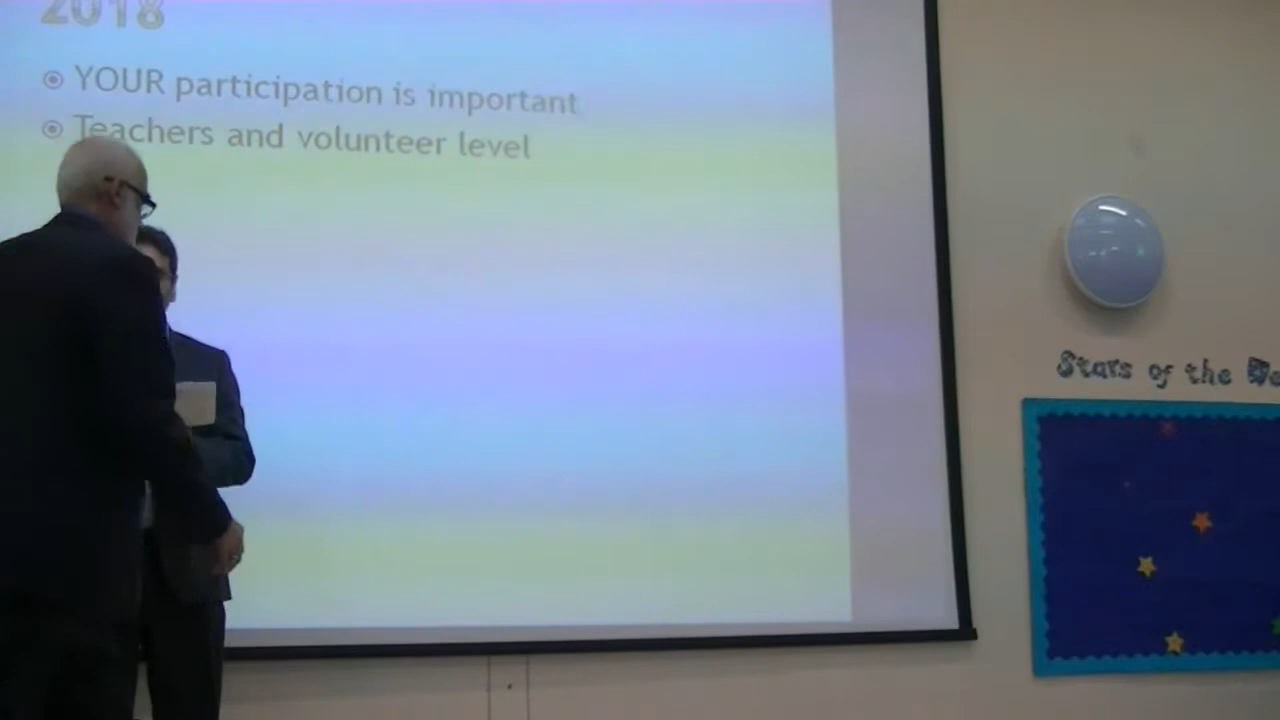 2018
YOUR participation is important
Teachers and volunteer level
Stars of the